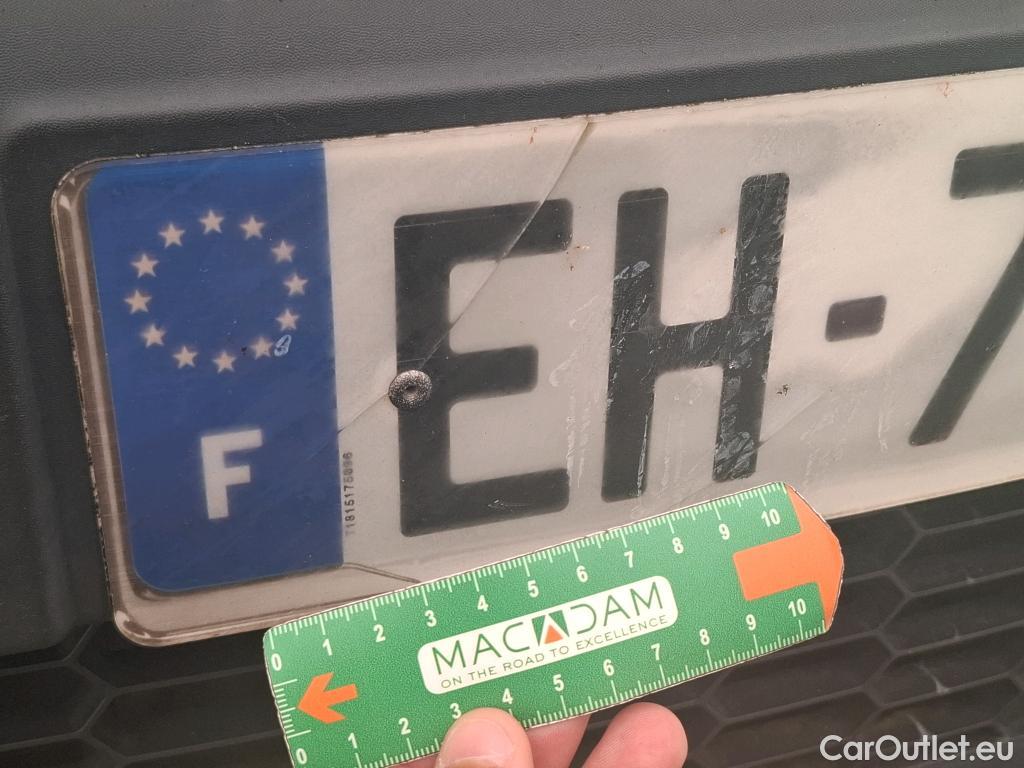 F
EH-7
T1815175096
0 1 2 3 4 5 6 7 8 9 10
MACADAM
ON THE ROAD TO EXCELLENCE
0 1 2 3 4 5 6 7 8 9 10
CarOutlet.eu